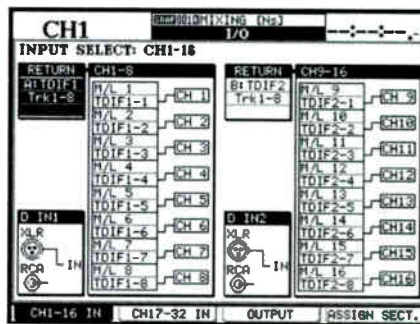 CH1
0010MIXING [Ns]
I/O
--:--:--.
INPUT SELECT: CH1-18
RETURN
A:TDIF1
Trk1-8
CH1-8
M/L 1
TDIF1-1
CH 1
M/L 2
TDIF1-2
CH 2
M/L 3
TDIF1-3
CH 3
M/L 4
TDIF1-4
CH 4
M/L 5
TDIF1-5
CH 5
M/L 6
TDIF1-6
CH 6
M/L 7
TDIF1-7
CH 7
M/L 8
TDIF1-8
CH 8
D IN1
XLR
IN
RCA
RETURN
B:TDIF2
Trk1-8
CH9-16
M/L 9
TDIF2-1
CH 9
M/L 10
TDIF2-2
CH10
M/L 11
TDIF2-3
CH11
M/L 12
TDIF2-4
CH12
M/L 13
TDIF2-5
CH13
M/L 14
TDIF2-6
CH14
M/L 15
TDIF2-7
CH15
M/L 16
TDIF2-8
CH16
D IN2
XLR
IN
RCA
CH1-16 IN
CH17-32 IN
OUTPUT
ASSIGN SECT.